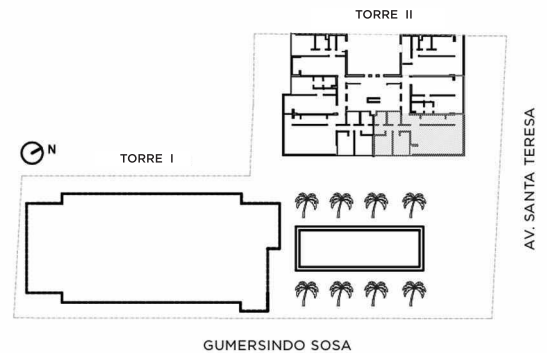 TORRE II
AV. SANTA TERESA
N
TORRE I
GUMERSINDO SOSA